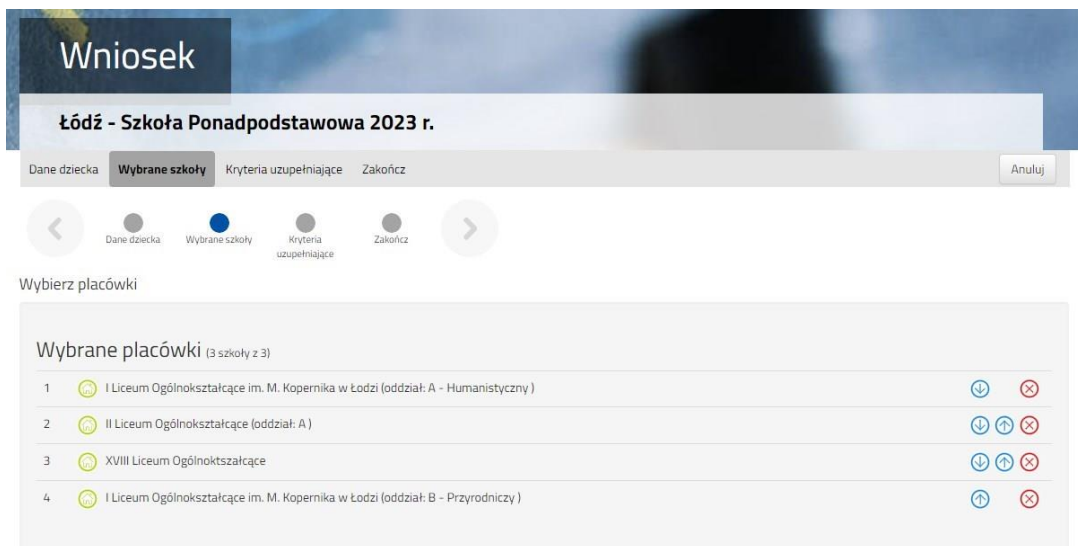 Wniosek
Łódź - Szkoła Ponadpodstawowa 2023 r.
Dane dziecka Wybrane szkoły Kryteria uzupełniające Zakończ Anuluj
Dane dziecka Wybrane szkoły Kryteria uzupełniające Zakończ
Wybierz placówki
Wybrane placówki (3 szkoły z 3)
1 I Liceum Ogólnokształcące im. M. Kopernika w Łodzi (oddział: A - Humanistyczny )
2 II Liceum Ogólnokształcące (oddział: A )
3 XVIII Liceum Ogólnoktszałcące
4 I Liceum Ogólnokształcące im. M. Kopernika w Łodzi (oddział: B - Przyrodniczy )